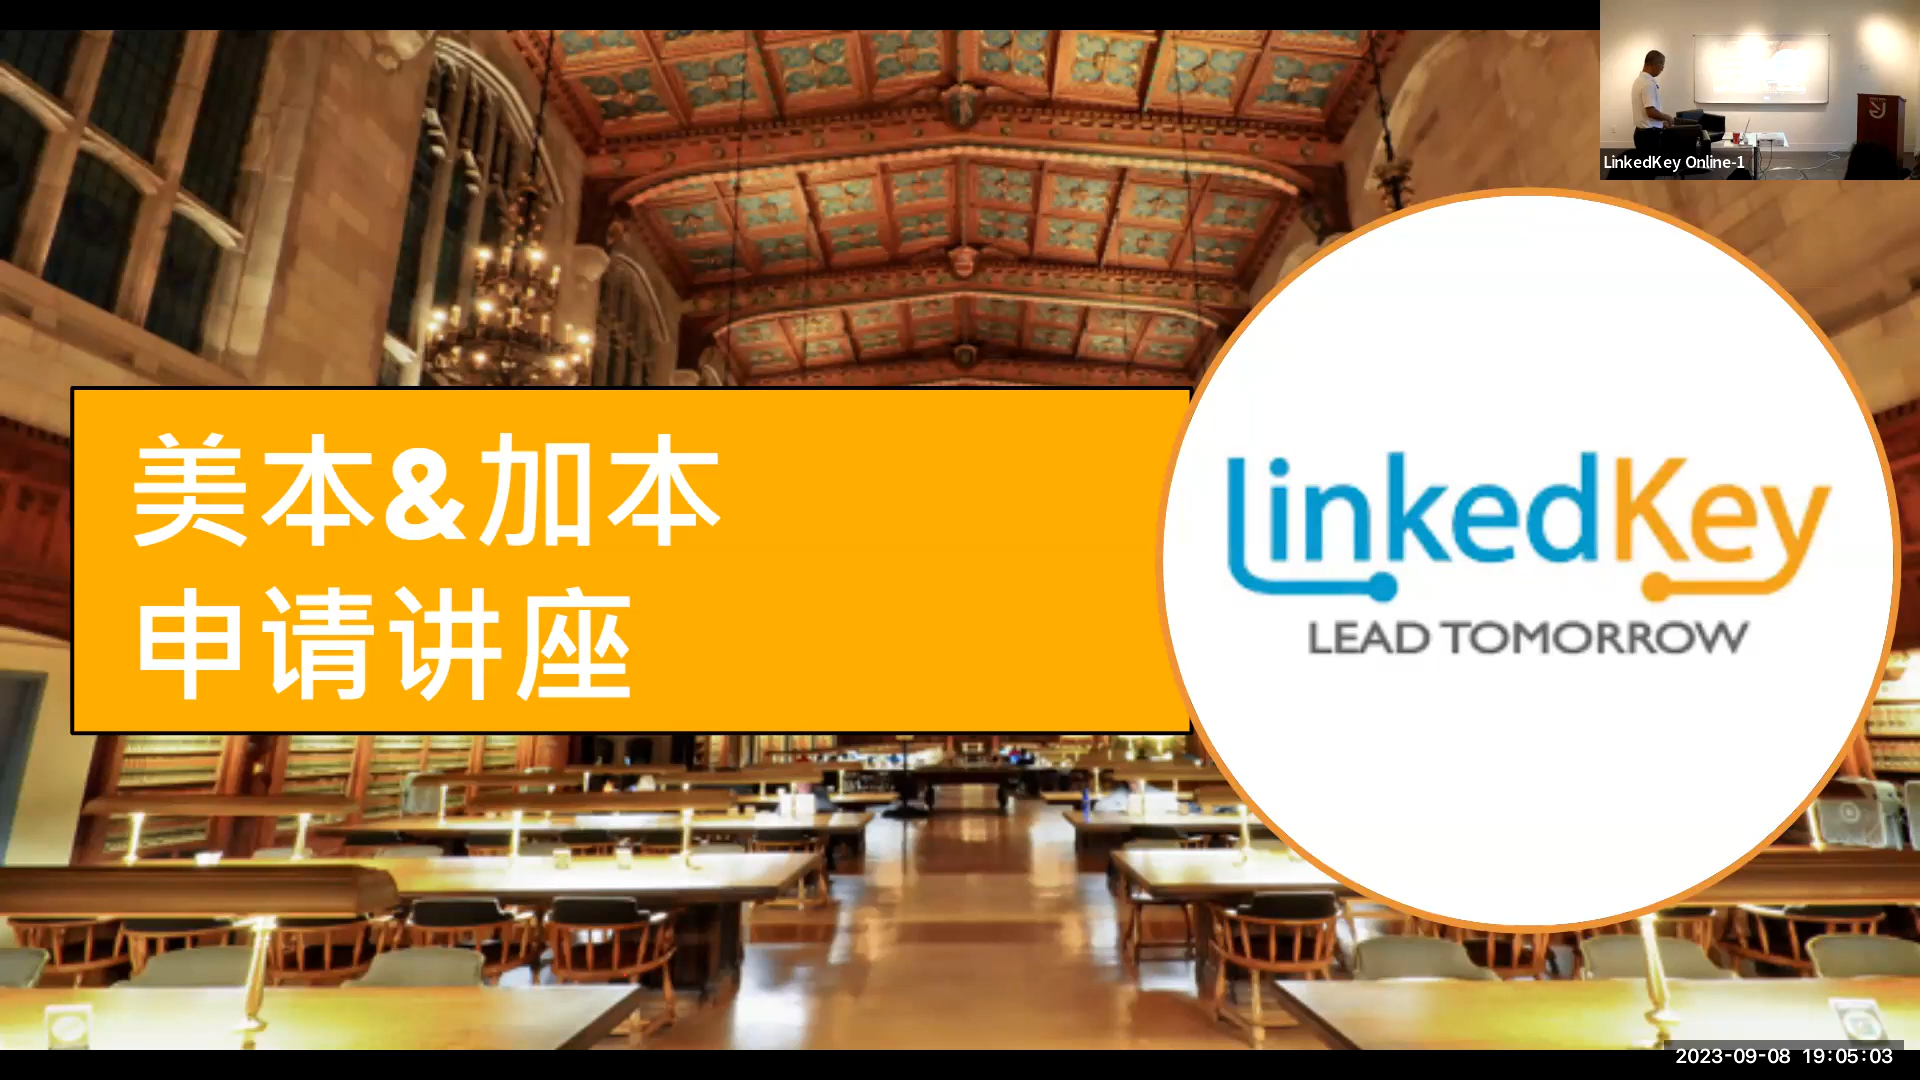 LinkedKey Online-1
美本&加本
申请讲座
LinkedKey
LEAD TOMORROW
2023-09-08 19:05:03